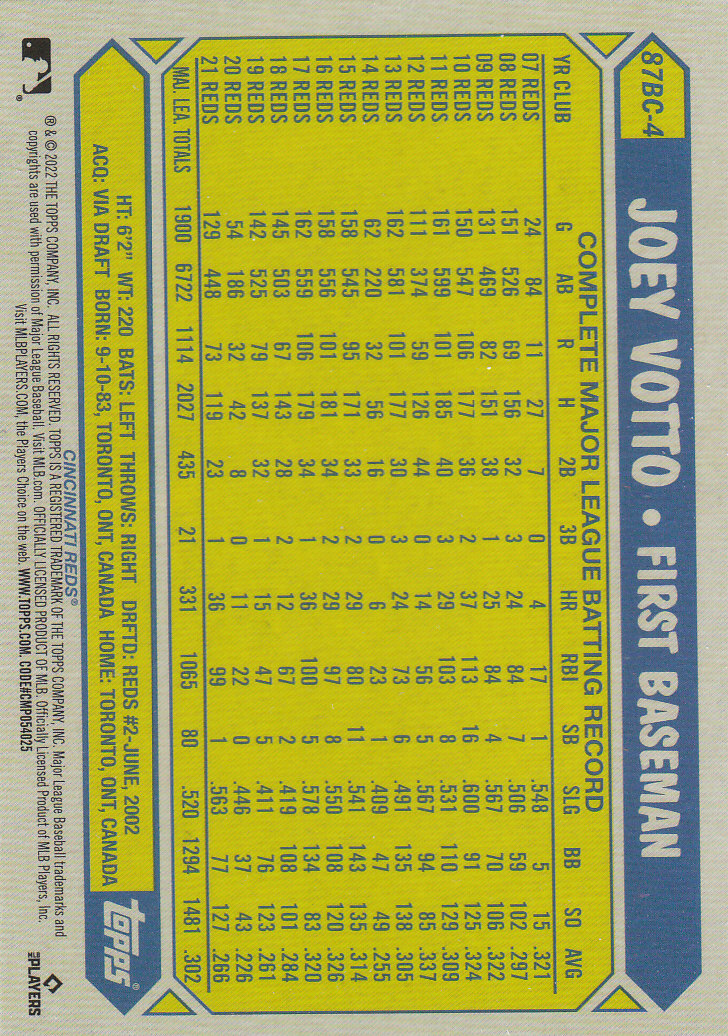 87BC-4
JOEY VOTTO • FIRST BASEMAN
COMPLETE MAJOR LEAGUE BATTING RECORD
YR CLUB G AB R H 2B 3B HR RBI SB SLG BB SO AVG
07 REDS 24 84 11 27 7 0 4 17 1 .548 5 15 .321
08 REDS 151 526 69 156 32 3 24 84 7 .506 59 102 .297
09 REDS 131 469 82 151 38 1 25 84 4 .567 70 106 .322
10 REDS 150 547 106 177 36 2 37 113 16 .600 91 125 .324
11 REDS 161 599 101 185 40 3 29 103 8 .531 110 129 .309
12 REDS 111 374 59 126 44 0 14 56 5 .567 94 85 .337
13 REDS 162 581 101 177 30 3 24 73 6 .491 135 138 .305
14 REDS 62 220 32 56 16 0 6 23 1 .409 47 49 .255
15 REDS 158 545 95 171 33 2 29 80 11 .541 143 135 .314
16 REDS 158 556 101 181 34 2 29 97 8 .550 108 120 .326
17 REDS 162 559 106 179 34 1 36 100 5 .578 134 83 .320
18 REDS 145 503 67 143 28 2 12 67 2 .419 108 101 .284
19 REDS 142 525 79 137 32 1 15 47 5 .411 76 123 .261
20 REDS 54 186 32 42 8 0 11 22 0 .446 37 43 .226
21 REDS 129 448 73 119 23 1 36 99 1 .563 77 127 .266
MAJ. LEA. TOTALS 1900 6722 1114 2027 435 21 331 1065 80 .520 1294 1481 .302
HT: 6'2" WT: 220 BATS: LEFT THROWS: RIGHT DRFTD: REDS #2-JUNE, 2002
ACQ: VIA DRAFT BORN: 9-10-83, TORONTO, ONT, CANADA HOME: TORONTO, ONT, CANADA
topps®
CINCINNATI REDS®
® & © 2022 THE TOPPS COMPANY, INC. ALL RIGHTS RESERVED. TOPPS IS A REGISTERED TRADEMARK OF THE TOPPS COMPANY, INC. Major League Baseball trademarks and
copyrights are used with permission of Major League Baseball. Visit MLB.com. OFFICIALLY LICENSED PRODUCT OF MLB. Officially Licensed Product of MLB Players, Inc.
Visit MLBPLAYERS.COM, the Players Choice on the web. WWW.TOPPS.COM. CODE#CMP054025
MLB PLAYERS